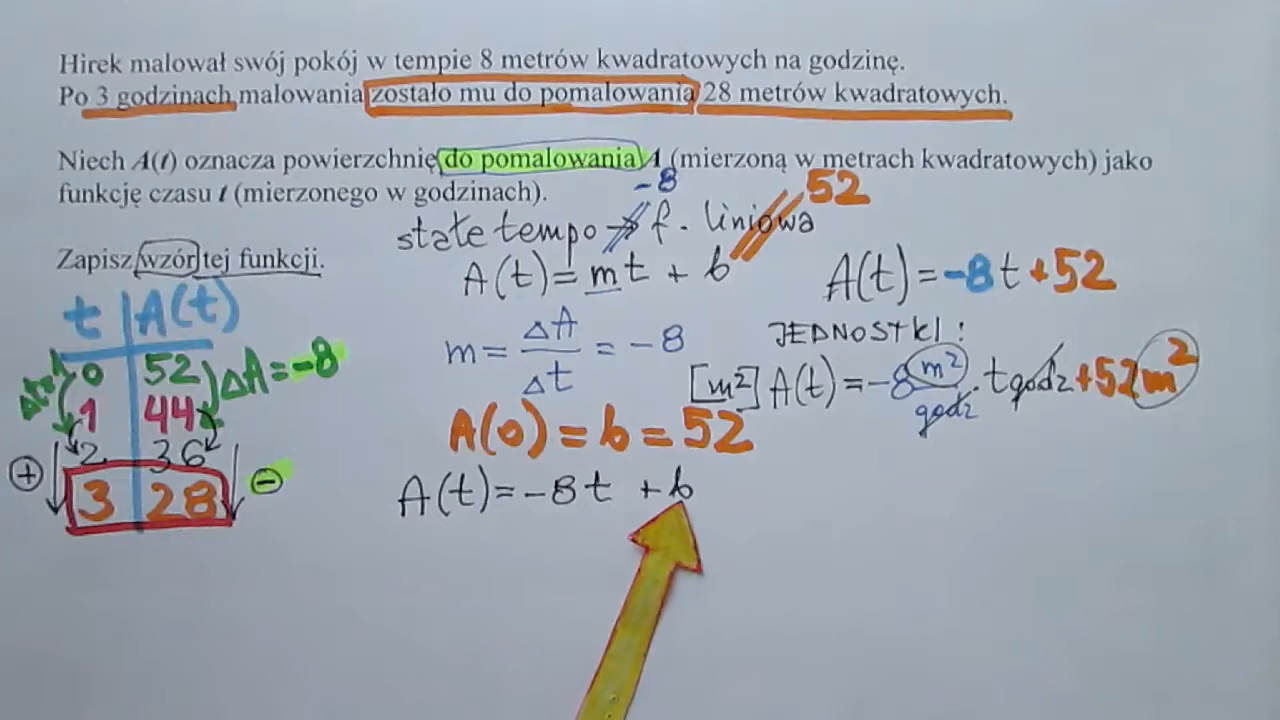 Hirek malował swój pokój w tempie 8 metrów kwadratowych na godzinę.
Po 3 godzinach malowania zostało mu do pomalowania 28 metrów kwadratowych.
Niech A(t) oznacza powierzchnię do pomalowania A (mierzoną w metrach kwadratowych) jako
funkcję czasu t (mierzonego w godzinach).
Zapisz wzór tej funkcji.
-8
52
stałe tempo → f. liniowa
A(t) = mt + b
A(t) = -8t +52
m = ΔA/Δt = -8
JEDNOSTKI:
[m²] A(t) = -8 m²/godz · t godz +52 m²
A(0) = b = 52
A(t) = -8t + b
t A(t)
0 52
1 44
2 36
3 28
Δt=1
ΔA = -8
+
-